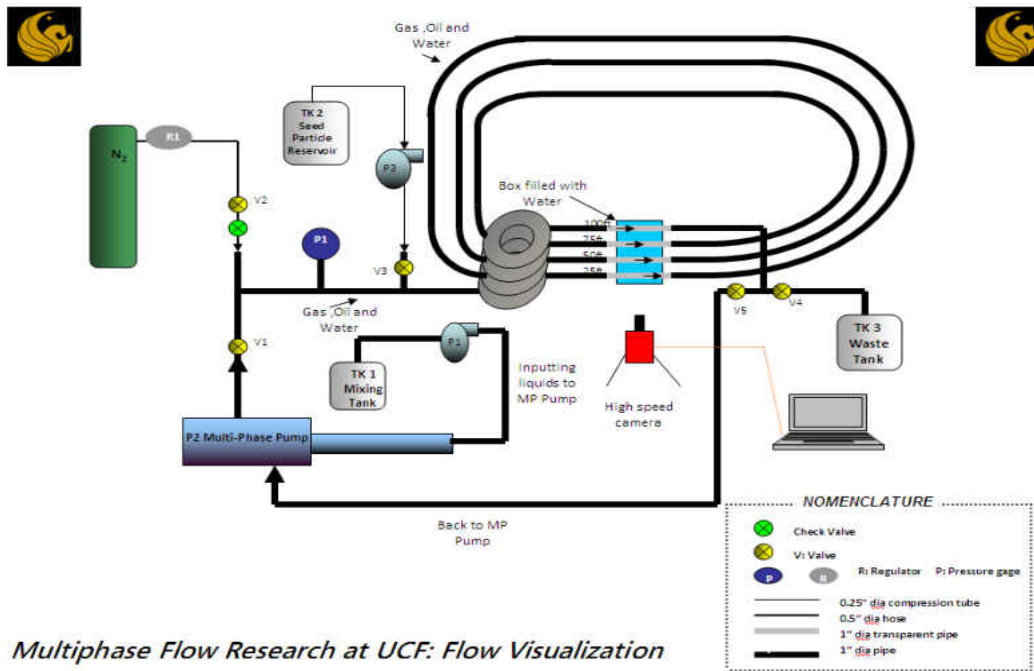 Gas ,Oil and
Water
TK 2
Seed
Particle
Reservoir
N2
R1
P3
V2
Box filled with
Water
100ft
75ft
50ft
25ft
P1
V3
Gas ,Oil and
Water
V5
V4
V1
P1
TK 1
Mixing
Tank
Inputting
liquids to
MP Pump
High speed
camera
TK 3
Waste
Tank
P2 Multi-Phase Pump
Back to MP
Pump
NOMENCLATURE
Check Valve
V: Valve
P
R
R: Regulator P: Pressure gage
0.25" dia compression tube
0.5" dia hose
1" dia transparent pipe
1" dia pipe
Multiphase Flow Research at UCF: Flow Visualization